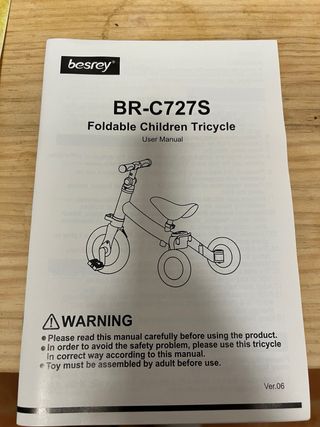 besrey®
BR-C727S
Foldable Children Tricycle
User Manual
⚠WARNING
● Please read this manual carefully before using the product.
● In order to avoid the safety problem, please use this tricycle
In correct way according to this manual.
● Toy must be assembled by adult before use.
Ver.06